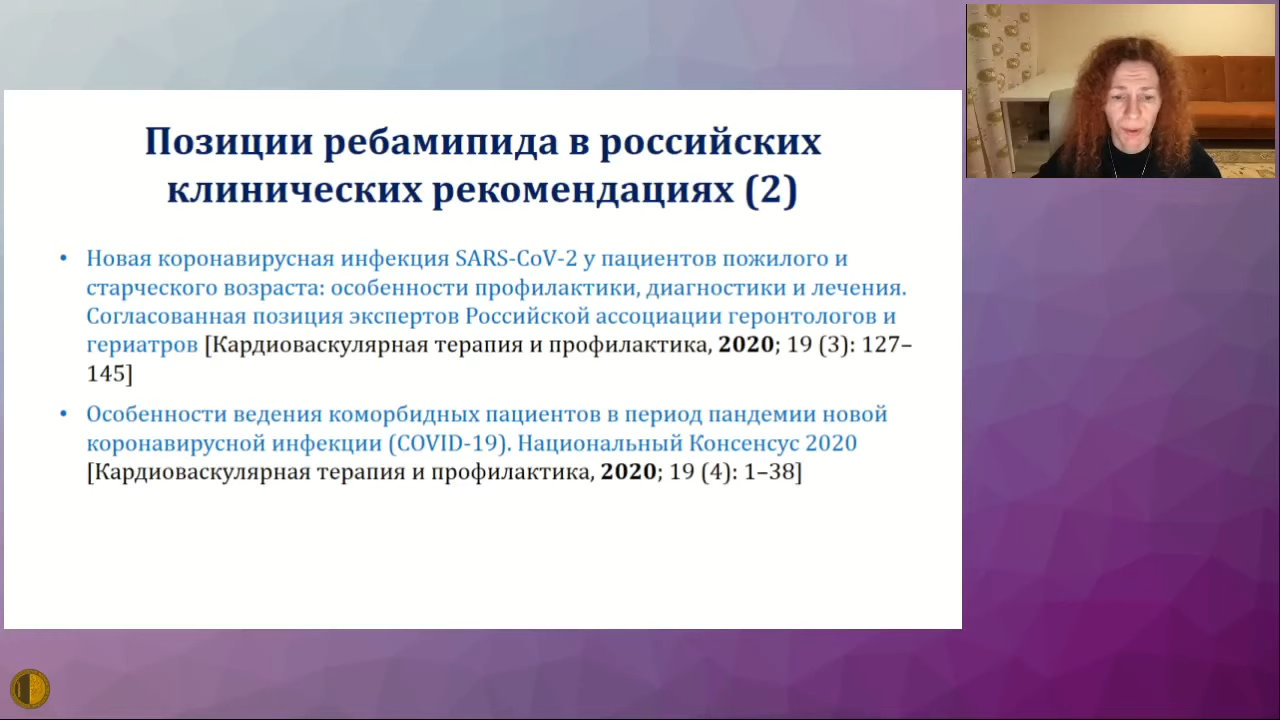 Позиции ребамипида в российских
клинических рекомендациях (2)
• Новая коронавирусная инфекция SARS-CoV-2 у пациентов пожилого и
старческого возраста: особенности профилактики, диагностики и лечения.
Согласованная позиция экспертов Российской ассоциации геронтологов и
гериатров [Кардиоваскулярная терапия и профилактика, 2020; 19 (3): 127–
145]
• Особенности ведения коморбидных пациентов в период пандемии новой
коронавирусной инфекции (COVID-19). Национальный Консенсус 2020
[Кардиоваскулярная терапия и профилактика, 2020; 19 (4): 1–38]